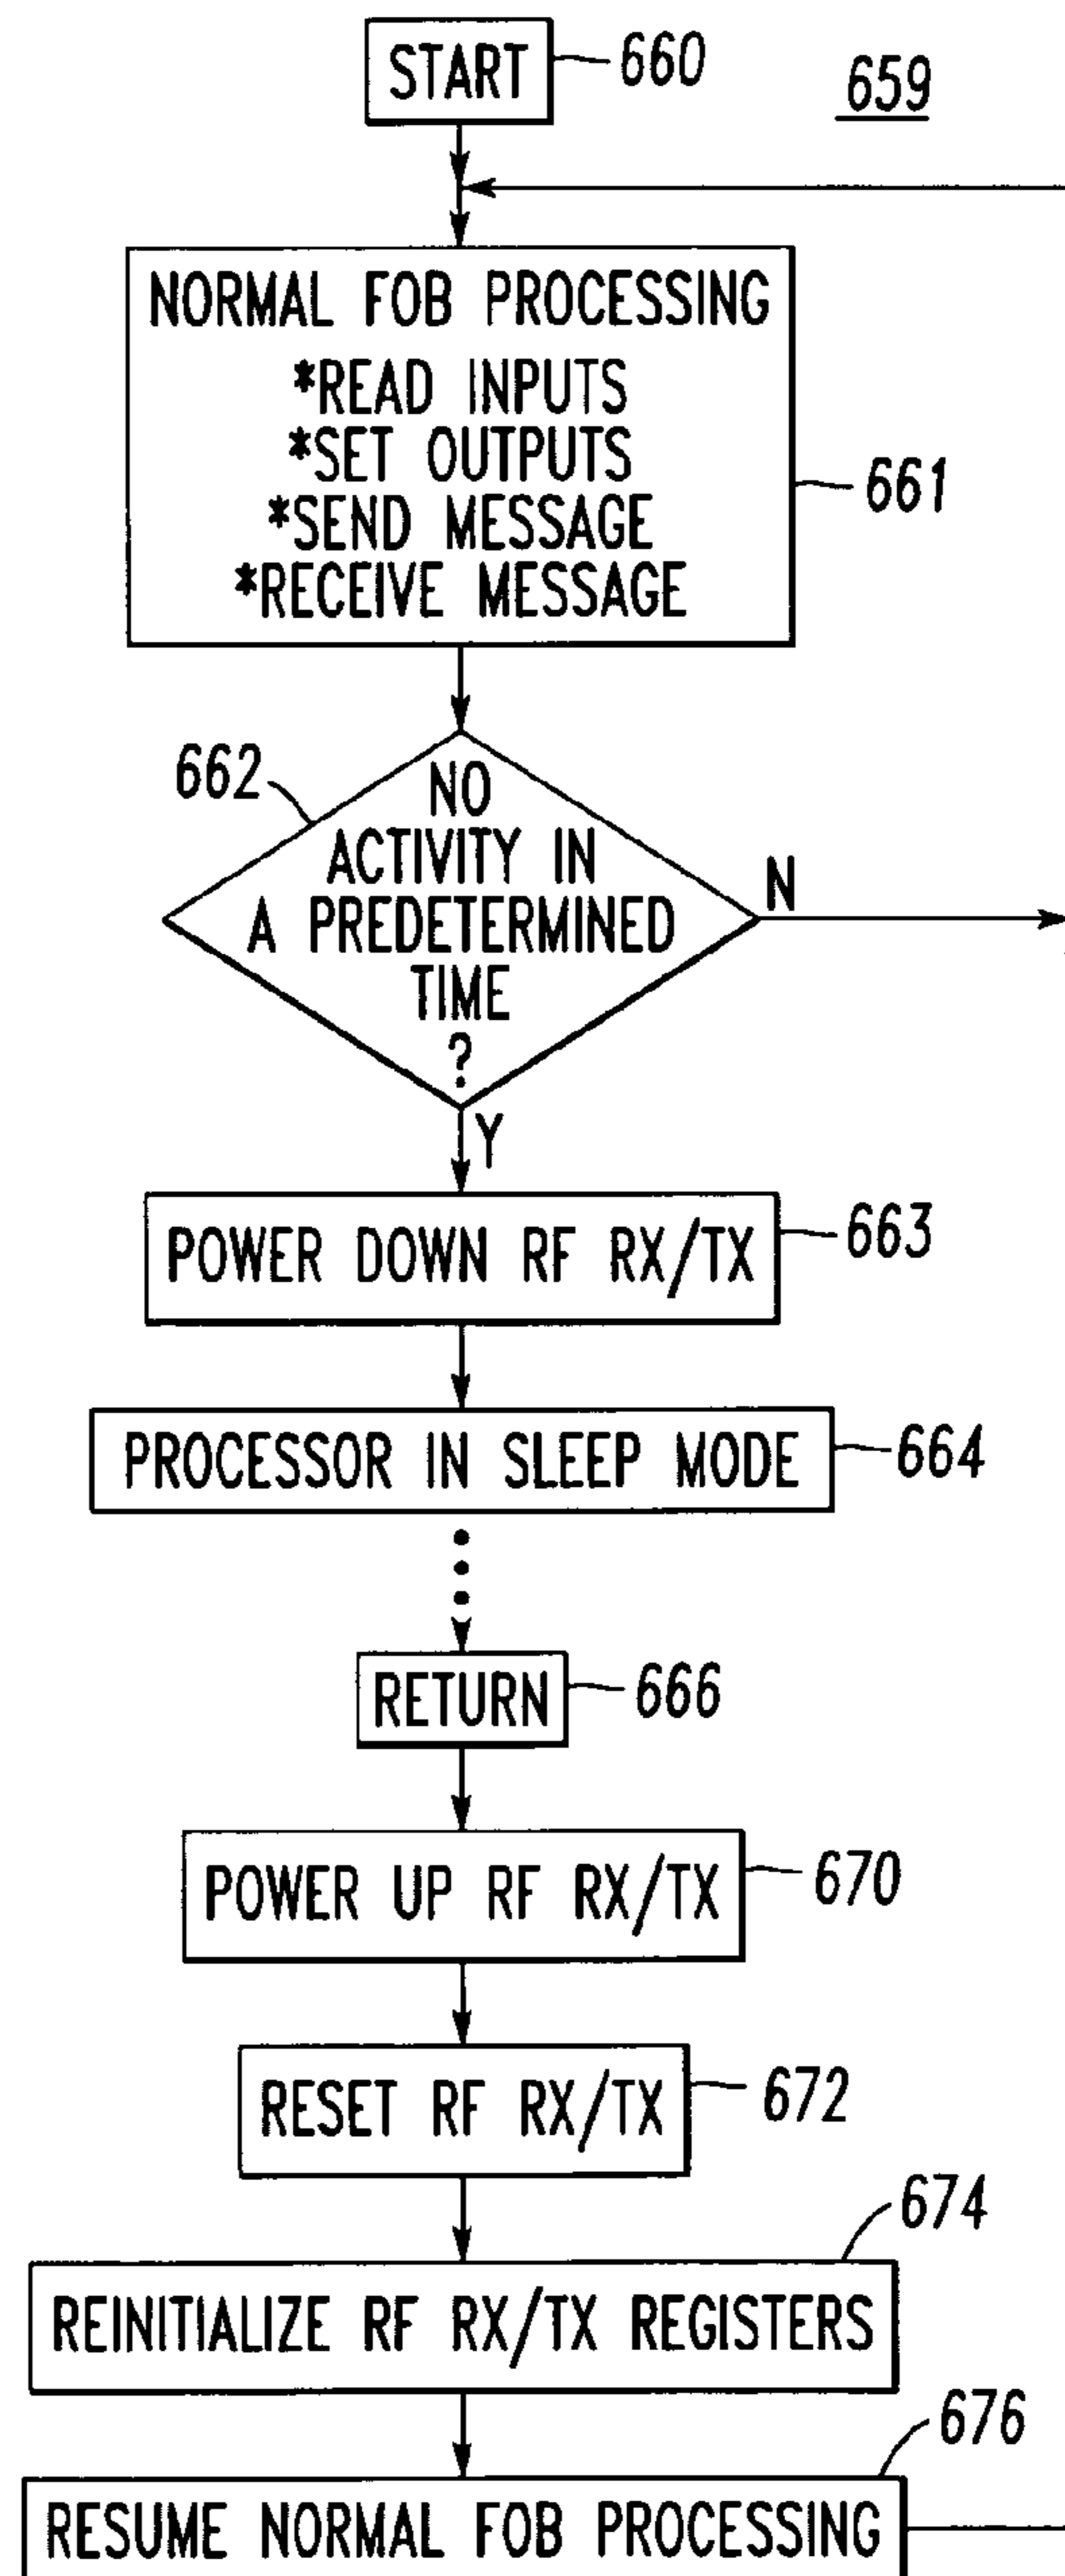 START
660
659
NORMAL FOB PROCESSING
*READ INPUTS
*SET OUTPUTS
*SEND MESSAGE
*RECEIVE MESSAGE
661
662
NO
ACTIVITY IN
A PREDETERMINED
TIME
?
N
Y
POWER DOWN RF RX/TX
663
PROCESSOR IN SLEEP MODE
664
RETURN
666
POWER UP RF RX/TX
670
RESET RF RX/TX
672
674
REINITIALIZE RF RX/TX REGISTERS
676
RESUME NORMAL FOB PROCESSING